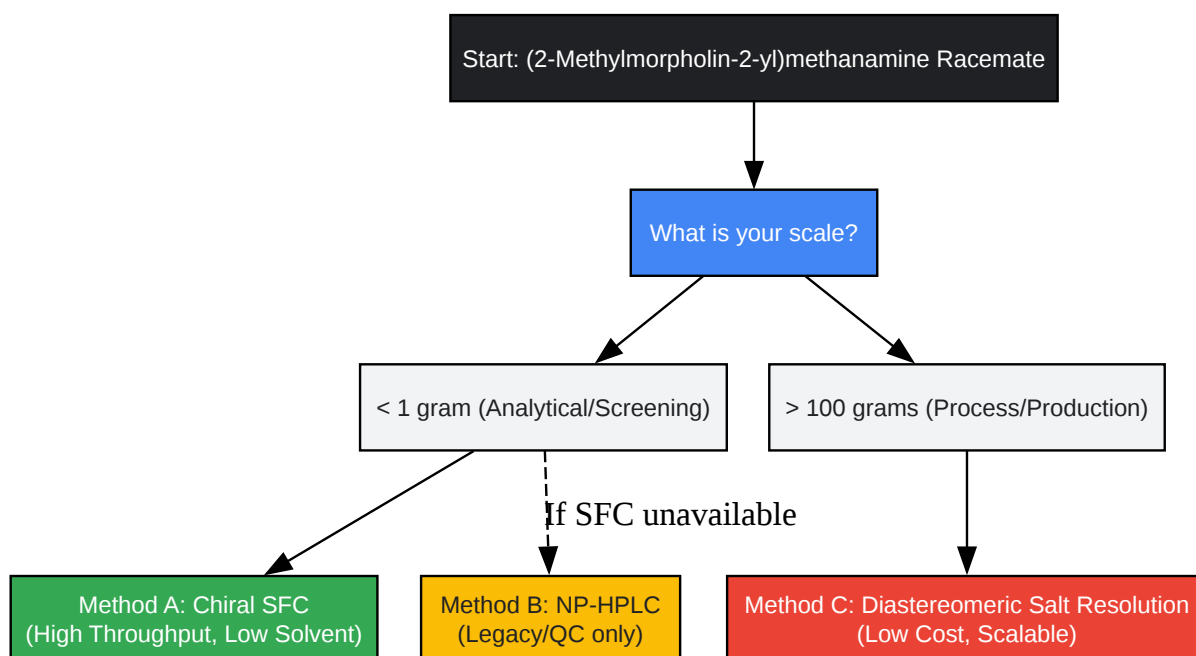 Start: (2-Methylmorpholin-2-yl)methanamine Racemate
What is your scale?
< 1 gram (Analytical/Screening)
> 100 grams (Process/Production)
If SFC unavailable
Method A: Chiral SFC
(High Throughput, Low Solvent)
Method B: NP-HPLC
(Legacy/QC only)
Method C: Diastereomeric Salt Resolution
(Low Cost, Scalable)